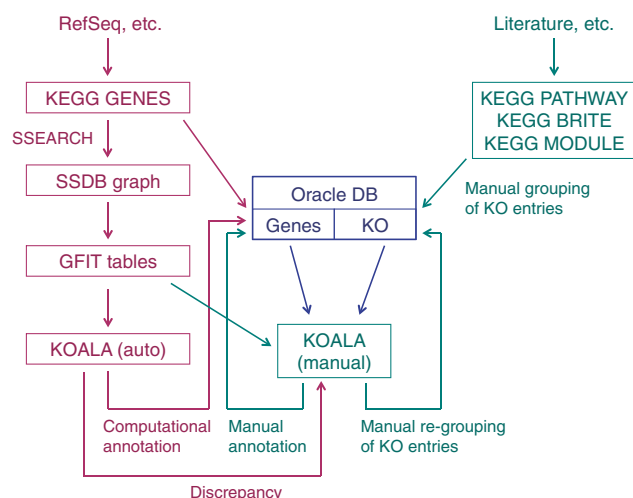 RefSeq, etc.
Literature, etc.
KEGG GENES
KEGG PATHWAY
KEGG BRITE
KEGG MODULE
SSEARCH
SSDB graph
Oracle DB
Genes
KO
Manual grouping
of KO entries
GFIT tables
KOALA (auto)
KOALA
(manual)
Computational
annotation
Manual
annotation
Manual re-grouping
of KO entries
Discrepancy